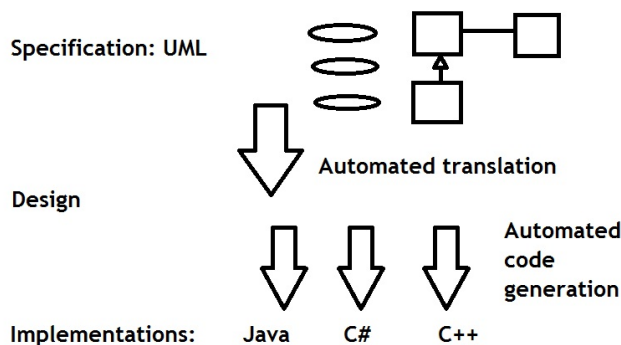 Specification: UML
Automated translation
Design
Automated
code
generation
Implementations: Java C# C++